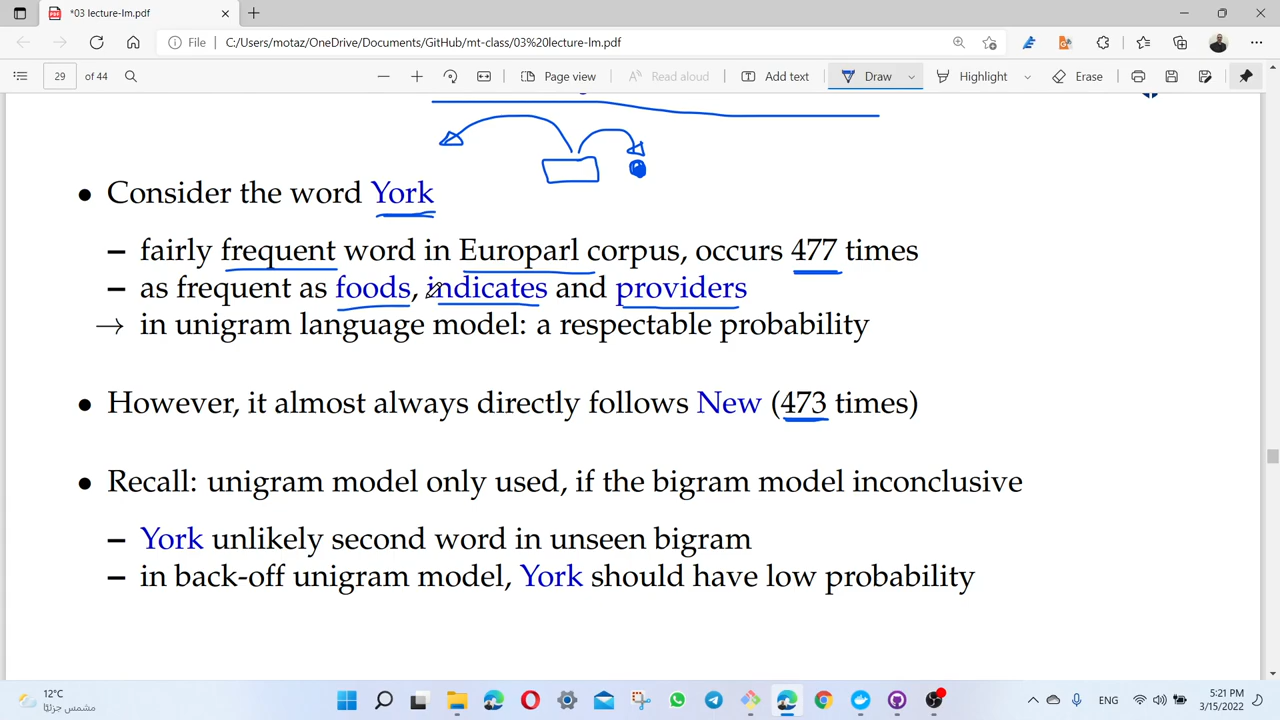 *03 lecture-lm.pdf
File C:/Users/motaz/OneDrive/Documents/GitHub/mt-class/03%20lecture-lm.pdf
29 of 44 Page view Read aloud Add text Draw Highlight Erase
• Consider the word York
– fairly frequent word in Europarl corpus, occurs 477 times
– as frequent as foods, indicates and providers
→ in unigram language model: a respectable probability
• However, it almost always directly follows New (473 times)
• Recall: unigram model only used, if the bigram model inconclusive
– York unlikely second word in unseen bigram
– in back-off unigram model, York should have low probability
12°C
مشمس جزئيًا
ENG
5:21 PM
3/15/2022